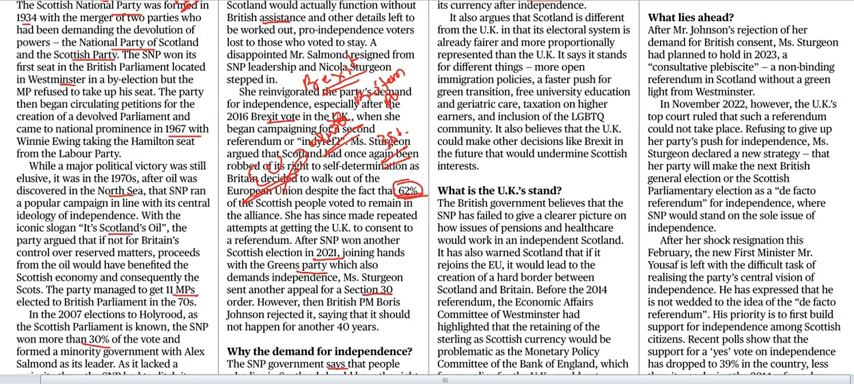 The Scottish National Party was formed in
1934 with the merger of two parties who
had been demanding the devolution of
powers – the National Party of Scotland
and the Scottish Party. The SNP won its
first seat in the British Parliament located
in Westminster in a by-election but the
MP refused to take up his seat. The party
then began circulating petitions for the
creation of a devolved Parliament and
came to national prominence in 1967 with
Winnie Ewing taking the Hamilton seat
from the Labour Party.
While a major political victory was still
elusive, it was in the 1970s, after oil was
discovered in the North Sea, that SNP ran
a popular campaign in line with its central
ideology of independence. With the
iconic slogan “It’s Scotland’s Oil”, the
party argued that if not for Britain’s
control over reserved matters, proceeds
from the oil would have benefited the
Scottish economy and consequently the
Scots. The party managed to get 11 MPs
elected to British Parliament in the 70s.
In the 2007 elections to Holyrood, as
the Scottish Parliament is known, the SNP
won more than 30% of the vote and
formed a minority government with Alex
Salmond as its leader. As it lacked a
Scotland would actually function without
British assistance and other details left to
be worked out, pro-independence voters
lost to those who voted to stay. A
disappointed Mr. Salmond resigned from
SNP leadership and Nicola Sturgeon
stepped in.
Brexit
She reinvigorated the party’s demand
for independence, especially after the
2016 Brexit vote in the U.K., when she
began campaigning for a second
referendum or “indyref2”. Ms. Sturgeon
argued that Scotland had once again been
robbed of its right to self-determination as
Britain decided to walk out of the
European Union despite the fact that 62%
of the Scottish people voted to remain in
the alliance. She has since made repeated
attempts at getting the U.K. to consent to
a referendum. After SNP won another
Scottish election in 2021, joining hands
with the Greens party which also
demands independence, Ms. Sturgeon
sent another appeal for a Section 30
order. However, then British PM Boris
Johnson rejected it, saying that it should
not happen for another 40 years.
Why the demand for independence?
The SNP government says that people
its currency after independence.
It also argues that Scotland is different
from the U.K. in that its electoral system is
already fairer and more proportionally
represented than the U.K. It says it stands
for different things – more open
immigration policies, a faster push for
green transition, free university education
and geriatric care, taxation on higher
earners, and inclusion of the LGBTQ
community. It also believes that the U.K.
could make other decisions like Brexit in
the future that would undermine Scottish
interests.
What is the U.K.’s stand?
The British government believes that the
SNP has failed to give a clearer picture on
how issues of pensions and healthcare
would work in an independent Scotland.
It has also warned Scotland that if it
rejoins the EU, it would lead to the
creation of a hard border between
Scotland and Britain. Before the 2014
referendum, the Economic Affairs
Committee of Westminster had
highlighted that the retaining of the
sterling as Scottish currency would be
problematic as the Monetary Policy
Committee of the Bank of England, which
What lies ahead?
After Mr. Johnson’s rejection of her
demand for British consent, Ms. Sturgeon
had planned to hold in 2023, a
“consultative plebiscite” – a non-binding
referendum in Scotland without a green
light from Westminster.
In November 2022, however, the U.K.’s
top court ruled that such a referendum
could not take place. Refusing to give up
her party’s push for independence, Ms.
Sturgeon declared a new strategy – that
her party will make the next British
general election or the Scottish
Parliamentary election as a “de facto
referendum” for independence, where
SNP would stand on the sole issue of
independence.
After her shock resignation this
February, the new First Minister Mr.
Yousaf is left with the difficult task of
realising the party’s central vision of
independence. He has expressed that he
is not wedded to the idea of the “de facto
referendum”. His priority is to first build
support for independence among Scottish
citizens. Recent polls show that the
support for a ‘yes’ vote on independence
has dropped to 39% in the country, less